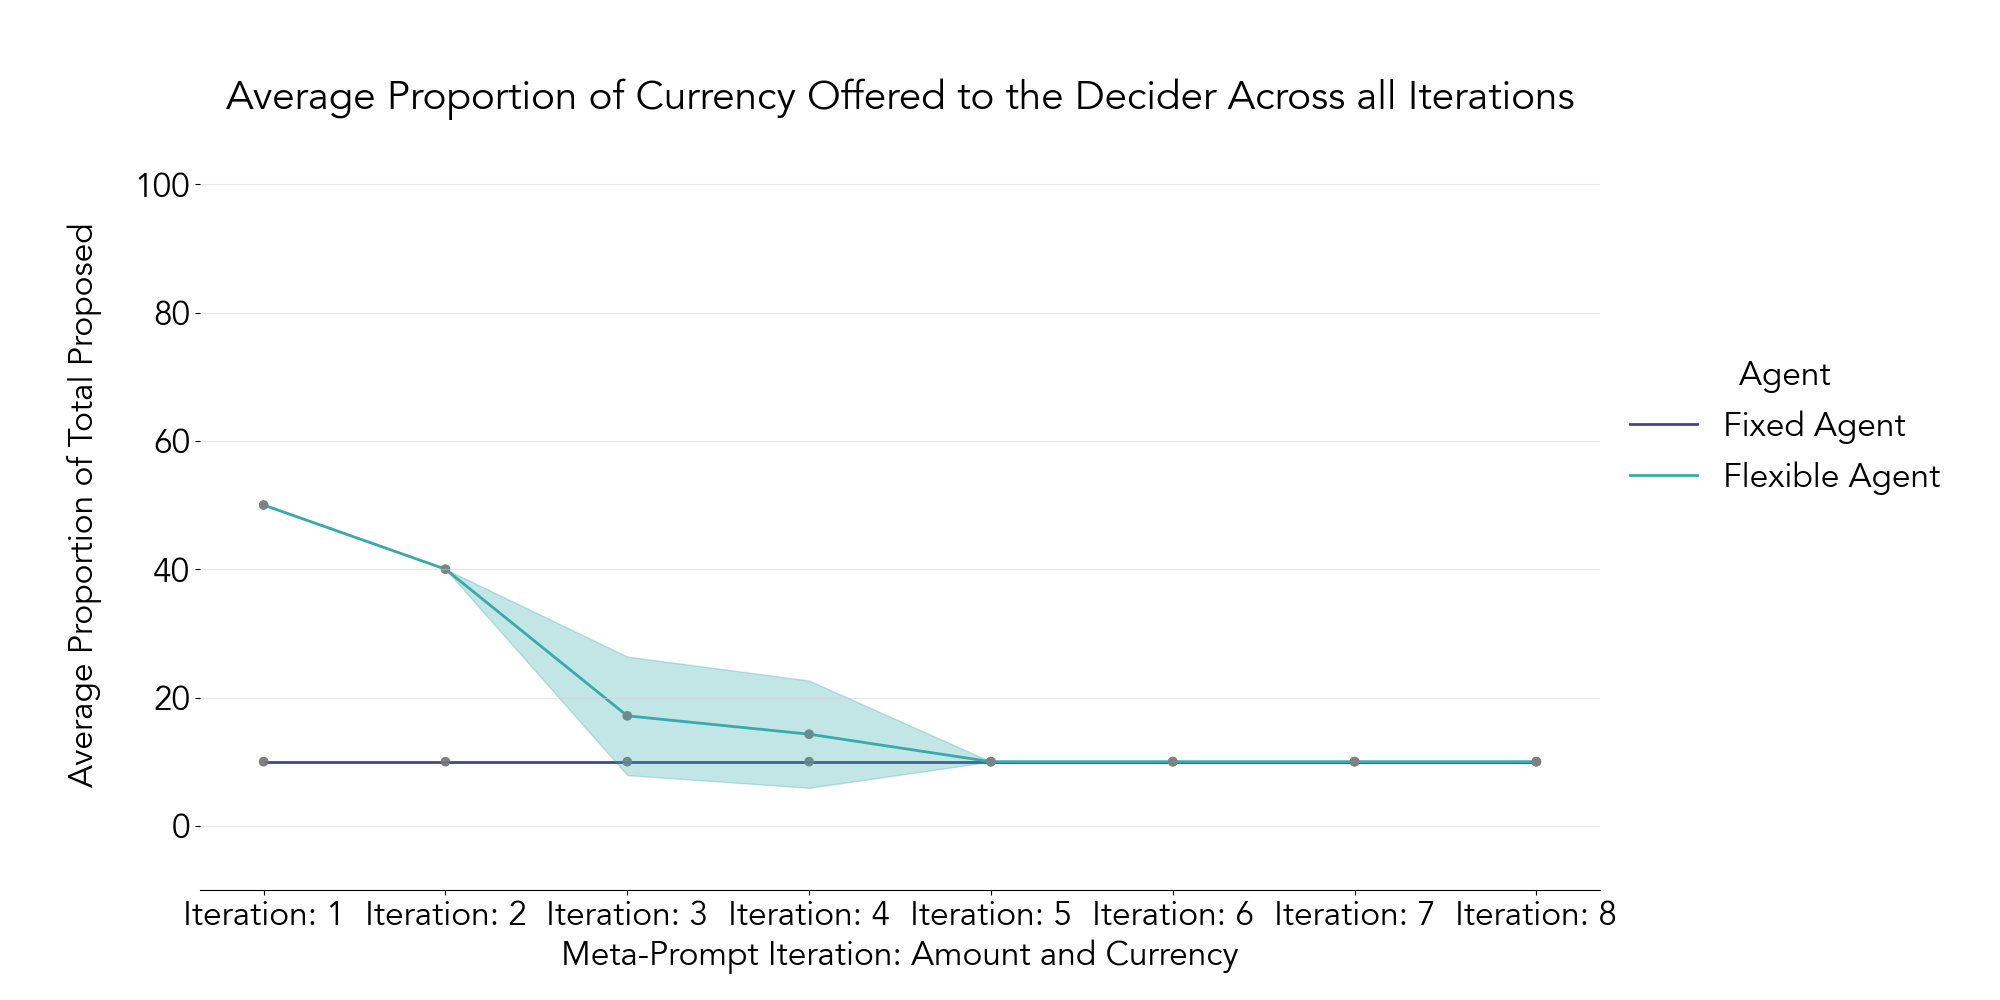 Average Proportion of Currency Offered to the Decider Across all Iterations
Average Proportion of Total Proposed
100
80
60
40
20
0
Iteration: 1
Iteration: 2
Iteration: 3
Iteration: 4
Iteration: 5
Iteration: 6
Iteration: 7
Iteration: 8
Meta-Prompt Iteration: Amount and Currency
Agent
Fixed Agent
Flexible Agent